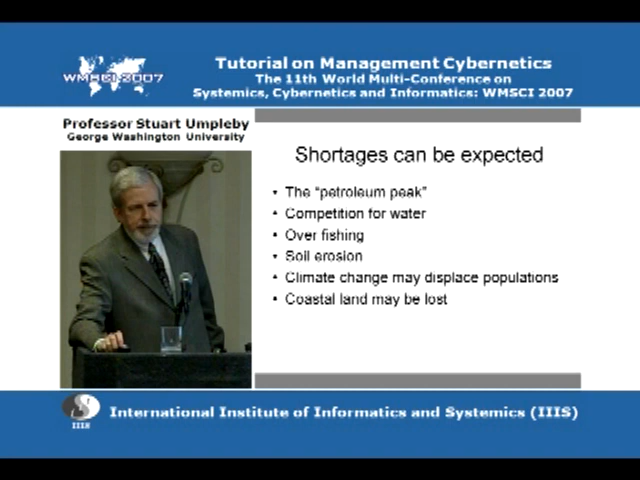 WMSCI 2007
Tutorial on Management Cybernetics
The 11th World Multi-Conference on
Systemics, Cybernetics and Informatics: WMSCI 2007
Professor Stuart Umpleby
George Washington University
Shortages can be expected
• The “petroleum peak”
• Competition for water
• Over fishing
• Soil erosion
• Climate change may displace populations
• Coastal land may be lost
IIIS
International Institute of Informatics and Systemics (IIIS)